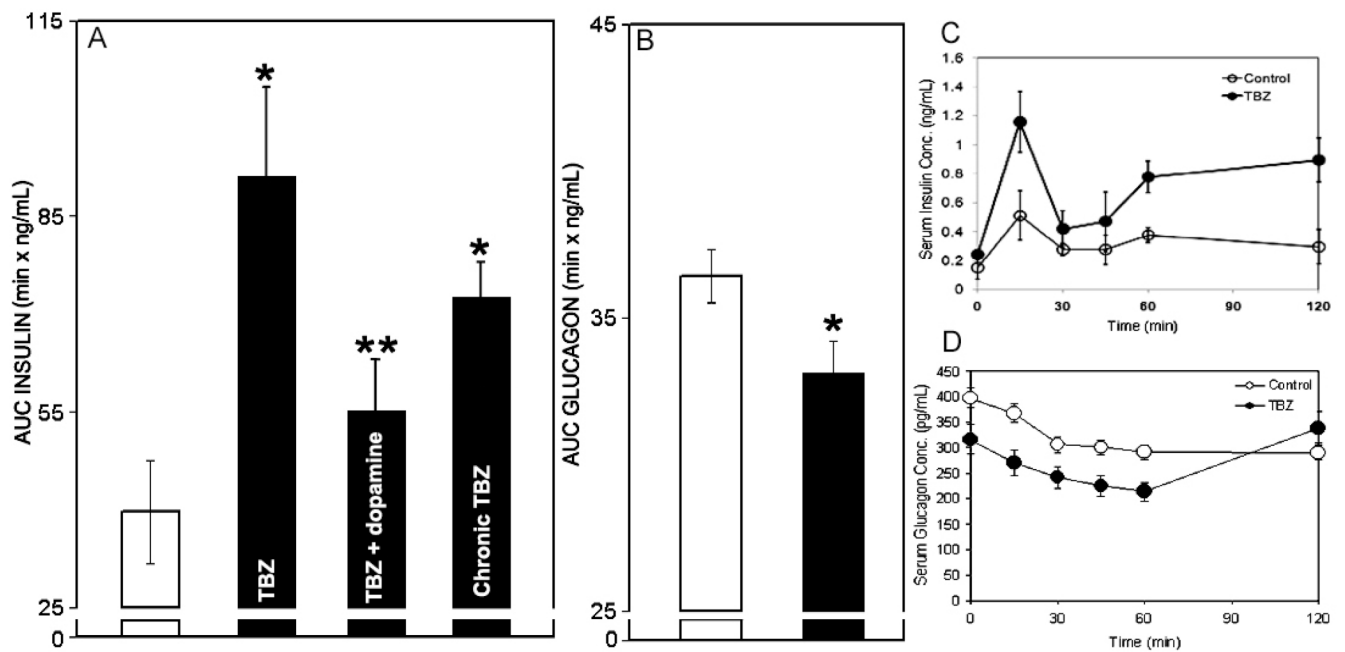 A
AUC INSULIN (min x ng/mL)
115
85
55
25
0
*
**
*
TBZ
TBZ + dopamine
Chronic TBZ
B
AUC GLUCAGON (min x ng/mL)
45
35
25
0
*
C
Serum Insulin Conc. (ng/mL)
1.6
1.4
1.2
1
0.8
0.6
0.4
0.2
0
Control
TBZ
0 30 60 90 120
Time (min)
D
Serum Glucagon Conc. (pg/mL)
450
400
350
300
250
200
150
100
50
0
Control
TBZ
0 30 60 90 120
Time (min)